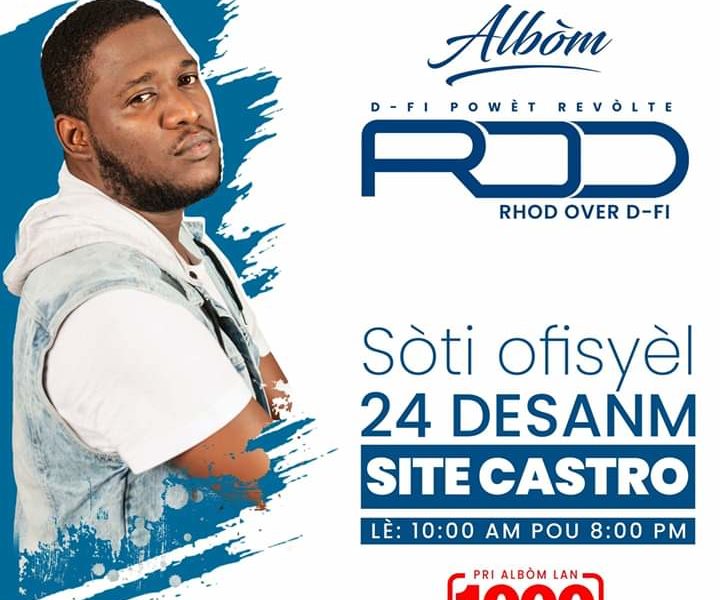 Albòm
D-FI POWÈT REVÒLTE
ROD
RHOD OVER D-FI
Sòti ofisyèl
24 DESANM
SITE CASTRO
LÈ: 10:00 AM POU 8:00 PM
PRI ALBÒM LAN